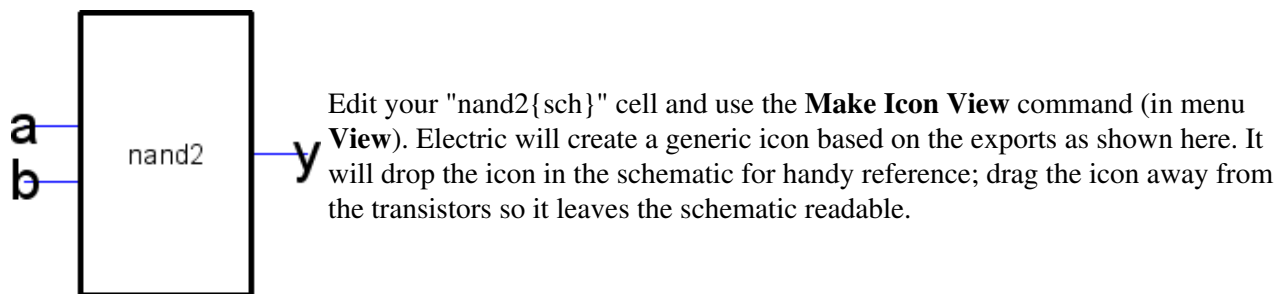 a
b
nand2
y
Edit your "nand2{sch}" cell and use the Make Icon View command (in menu
View). Electric will create a generic icon based on the exports as shown here. It
will drop the icon in the schematic for handy reference; drag the icon away from
the transistors so it leaves the schematic readable.